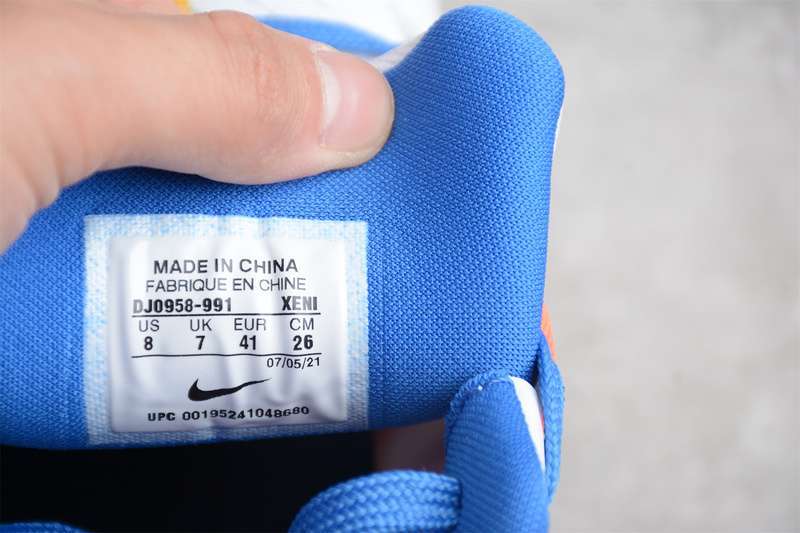 MADE IN CHINA
FABRIQUE EN CHINE
DJ0958-991 XENI
US UK EUR CM
8 7 41 26
07/05/21
UPC 00195241048680